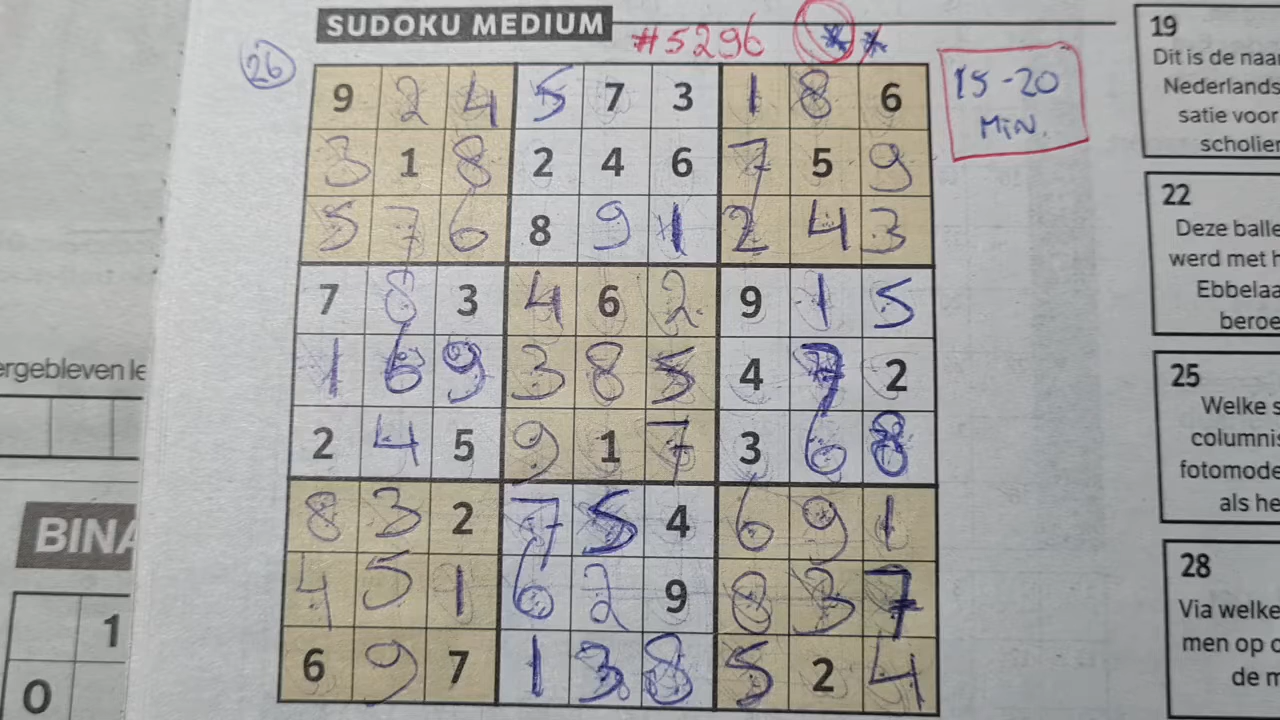 SUDOKU MEDIUM
#5296 **
26
15-20
MIN.
9 2 4 5 7 3 1 8 6
3 1 8 2 4 6 7 5 9
5 7 6 8 9 1 2 4 3
7 8 3 4 6 2 9 1 5
1 6 9 3 8 5 4 7 2
2 4 5 9 1 7 3 6 8
8 3 2 7 5 4 6 9 1
4 5 1 6 2 9 8 3 7
6 9 7 1 3 8 5 2 4
ergebleven le
BINA
1
0
19
Dit is de naa
Nederlands
satie voor
scholier
22
Deze balle
werd met h
Ebbelaa
beroe
25
Welke s
columnis
fotomode
als he
28
Via welke
men op d
de m